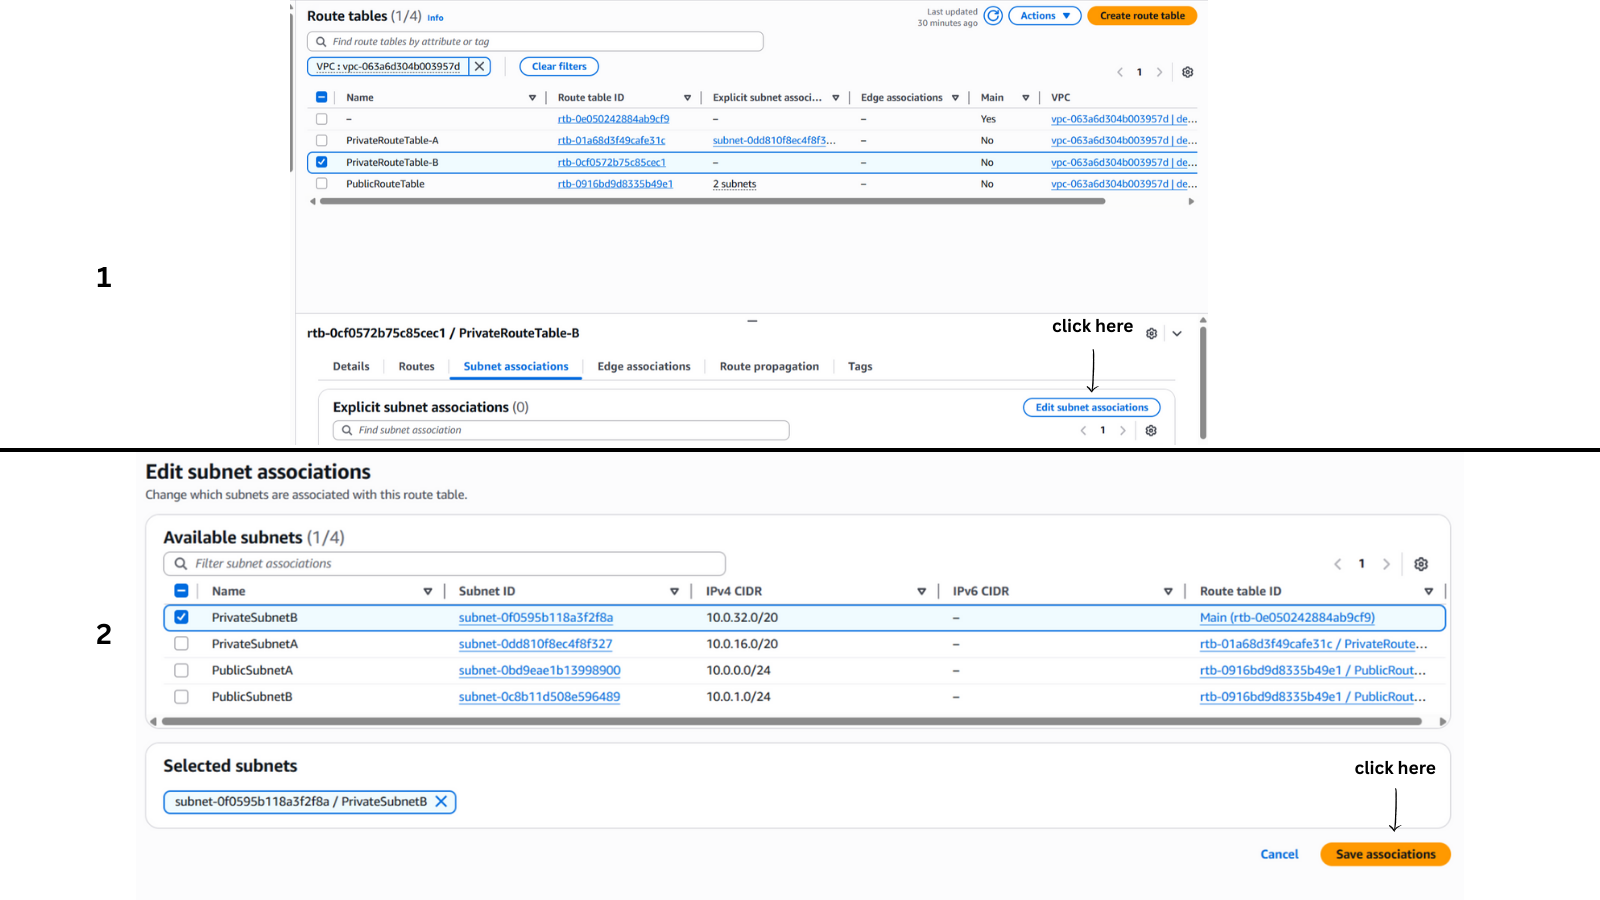 Route tables (1/4) Info
Last updated
30 minutes ago
Actions
Create route table
Find route tables by attribute or tag
VPC : vpc-063a6d304b003957d
Clear filters
1
Name Route table ID Explicit subnet associ... Edge associations Main VPC
– rtb-0e050242884ab9cf9 – – Yes vpc-063a6d304b003957d | de...
PrivateRouteTable-A rtb-01a68d3f49cafe31c subnet-0dd810f8ec4f8f3... – No vpc-063a6d304b003957d | de...
PrivateRouteTable-B rtb-0cf0572b75c85cec1 – – No vpc-063a6d304b003957d | de...
PublicRouteTable rtb-0916bd9d8335b49e1 2 subnets – No vpc-063a6d304b003957d | de...
1
click here
rtb-0cf0572b75c85cec1 / PrivateRouteTable-B
Details Routes Subnet associations Edge associations Route propagation Tags
Explicit subnet associations (0)
Edit subnet associations
Find subnet association
1
Edit subnet associations
Change which subnets are associated with this route table.
Available subnets (1/4)
Filter subnet associations
1
Name Subnet ID IPv4 CIDR IPv6 CIDR Route table ID
PrivateSubnetB subnet-0f0595b118a3f2f8a 10.0.32.0/20 – Main (rtb-0e050242884ab9cf9)
2
PrivateSubnetA subnet-0dd810f8ec4f8f327 10.0.16.0/20 – rtb-01a68d3f49cafe31c / PrivateRoute...
PublicSubnetA subnet-0bd9eae1b13998900 10.0.0.0/24 – rtb-0916bd9d8335b49e1 / PublicRout...
PublicSubnetB subnet-0c8b11d508e596489 10.0.1.0/24 – rtb-0916bd9d8335b49e1 / PublicRout...
Selected subnets
click here
subnet-0f0595b118a3f2f8a / PrivateSubnetB
Cancel
Save associations